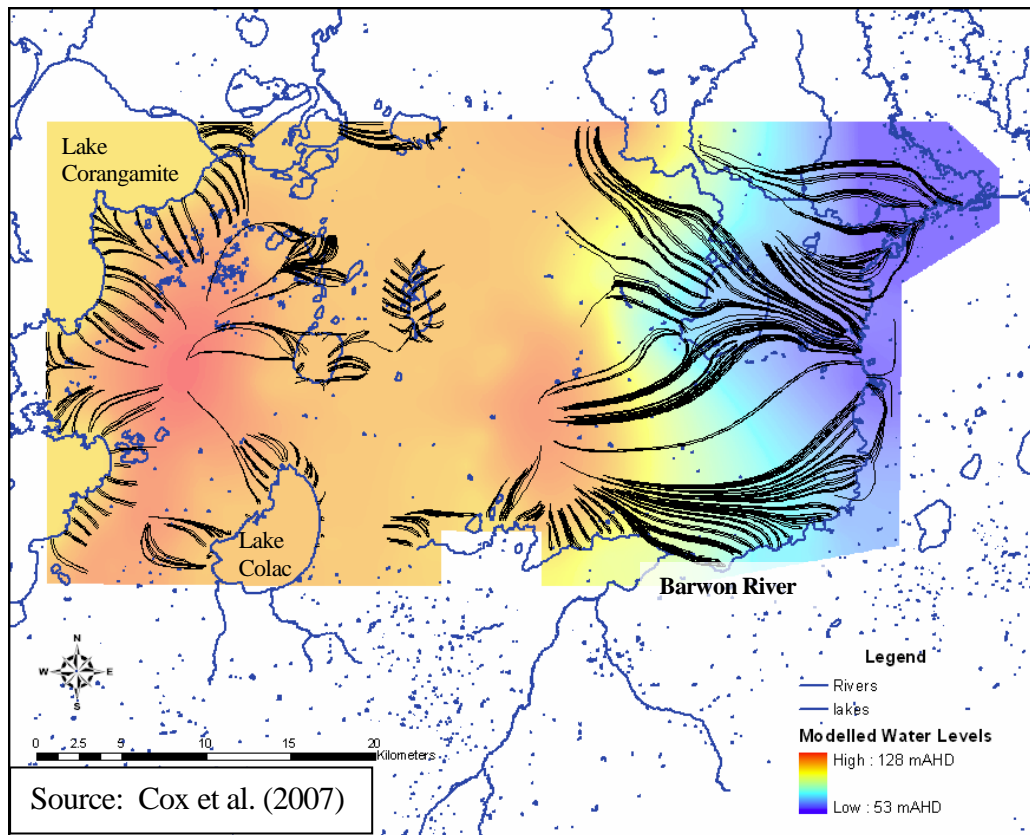 Lake
Corangamite
Lake
Colac
Barwon River
N
W E
S
Legend
Rivers
lakes
Modelled Water Levels
High : 128 mAHD
Low : 53 mAHD
0 2.5 5 10 15 20
Kilometers
Source: Cox et al. (2007)